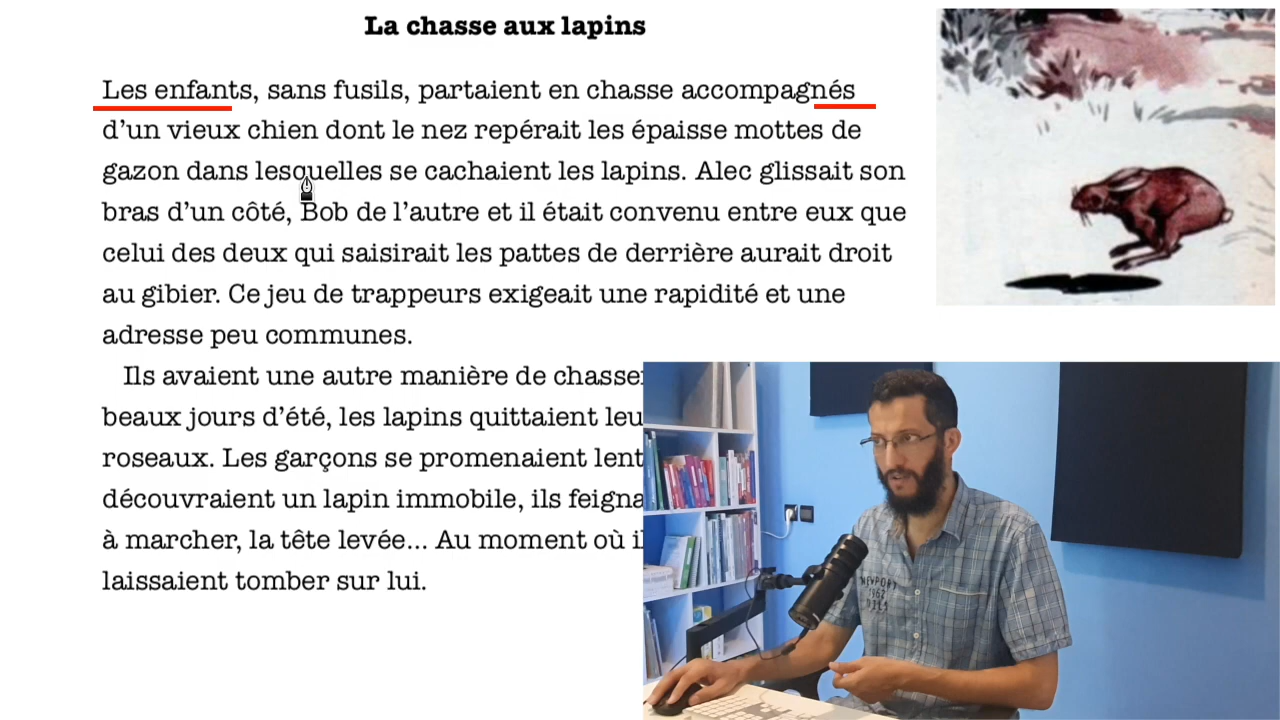 La chasse aux lapins
Les enfants, sans fusils, partaient en chasse accompagnés
d’un vieux chien dont le nez repérait les épaisse mottes de
gazon dans lesquelles se cachaient les lapins. Alec glissait son
bras d’un côté, Bob de l’autre et il était convenu entre eux que
celui des deux qui saisirait les pattes de derrière aurait droit
au gibier. Ce jeu de trappeurs exigeait une rapidité et une
adresse peu communes.
Ils avaient une autre manière de
beaux jours d’été, les lapins quittaient
roseaux. Les garçons se promenaient
découvraient un lapin immobile, ils
à marcher, la tête levée... Au moment où
laissaient tomber sur lui.
NEWPORT
1962